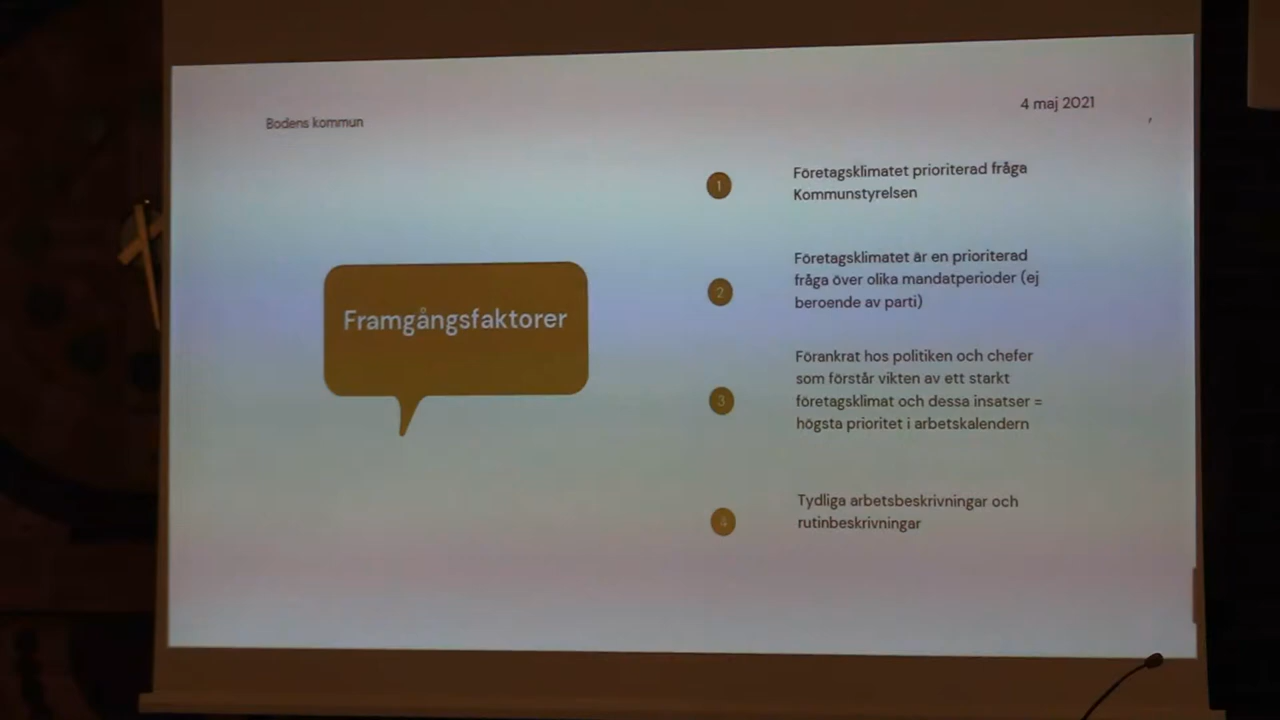 Bodens kommun
4 maj 2021
Framgångsfaktorer
1
Företagsklimatet prioriterad fråga
Kommunstyrelsen
2
Företagsklimatet är en prioriterad
fråga över olika mandatperioder (ej
beroende av parti)
3
Förankrat hos politiken och chefer
som förstår vikten av ett starkt
företagsklimat och dessa insatser =
högsta prioritet i arbetskalendern
4
Tydliga arbetsbeskrivningar och
rutinbeskrivningar